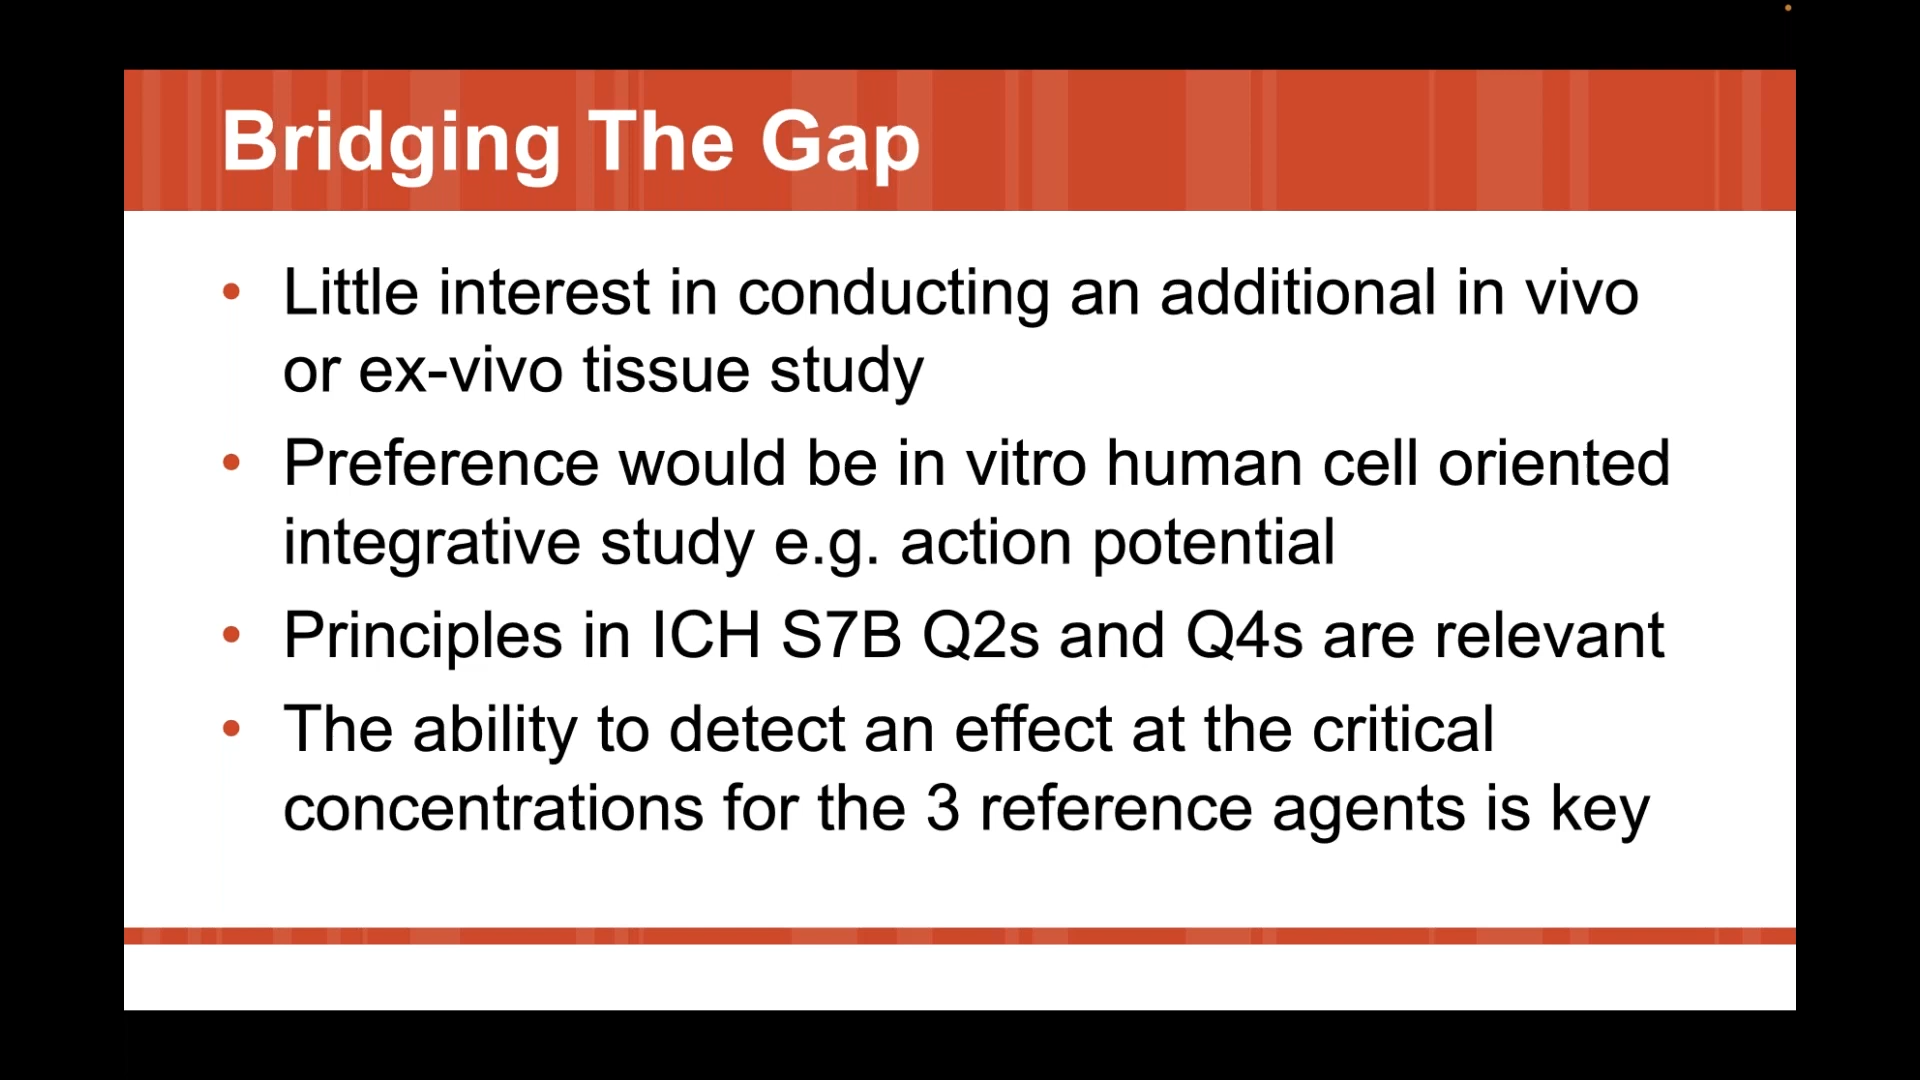 Bridging The Gap
• Little interest in conducting an additional in vivo
or ex-vivo tissue study
• Preference would be in vitro human cell oriented
integrative study e.g. action potential
• Principles in ICH S7B Q2s and Q4s are relevant
• The ability to detect an effect at the critical
concentrations for the 3 reference agents is key